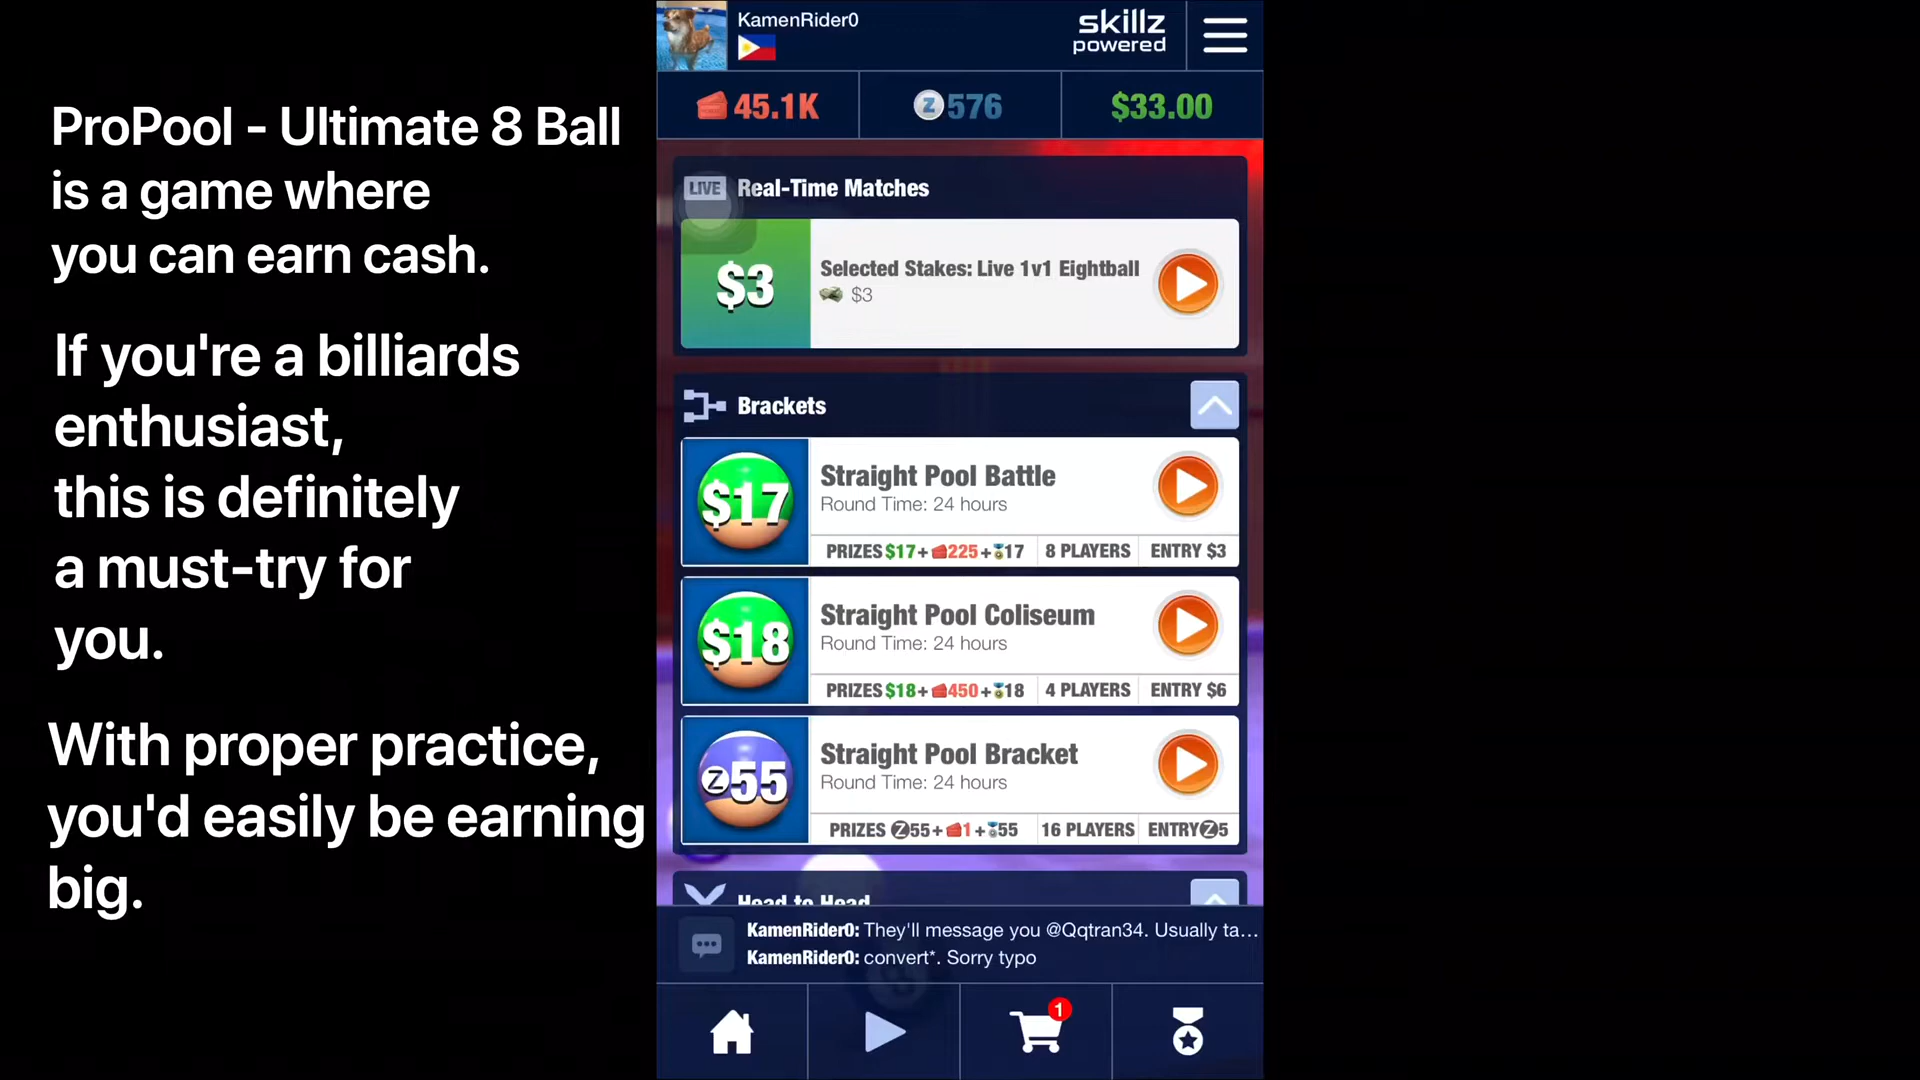 ProPool - Ultimate 8 Ball
is a game where
you can earn cash.
If you're a billiards
enthusiast,
this is definitely
a must-try for
you.
With proper practice,
you'd easily be earning
big.
KamenRider0
skillz
powered
45.1K
Z 576
$33.00
LIVE Real-Time Matches
$3
Selected Stakes: Live 1v1 Eightball
$3
Brackets
$17
Straight Pool Battle
Round Time: 24 hours
PRIZES $17+ 225 + 17 8 PLAYERS ENTRY $3
$18
Straight Pool Coliseum
Round Time: 24 hours
PRIZES $18+ 450 + 18 4 PLAYERS ENTRY $6
Z55
Straight Pool Bracket
Round Time: 24 hours
PRIZES Z55+ 1 + 55 16 PLAYERS ENTRY Z5
Head to Head
KamenRider0: They'll message you @Qqtran34. Usually ta...
KamenRider0: convert*. Sorry typo
1